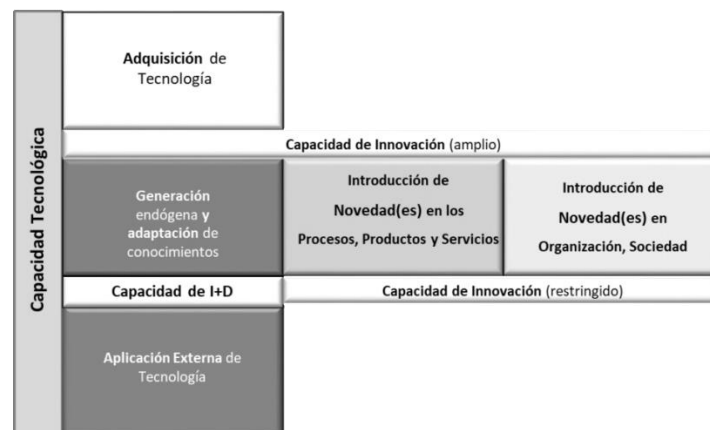 Capacidad Tecnológica
Adquisición de
Tecnología
Capacidad de Innovación (amplio)
Generación
endógena y
adaptación de
conocimientos
Introducción de
Novedad(es) en los
Procesos, Productos y Servicios
Introducción de
Novedad(es) en
Organización, Sociedad
Capacidad de I+D
Capacidad de Innovación (restringido)
Aplicación Externa de
Tecnología